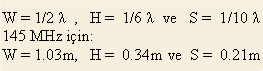 W = 1/2 λ , H = 1/6 λ ve S = 1/10 λ
145 MHz için:
W = 1.03m, H = 0.34m ve S = 0.21m